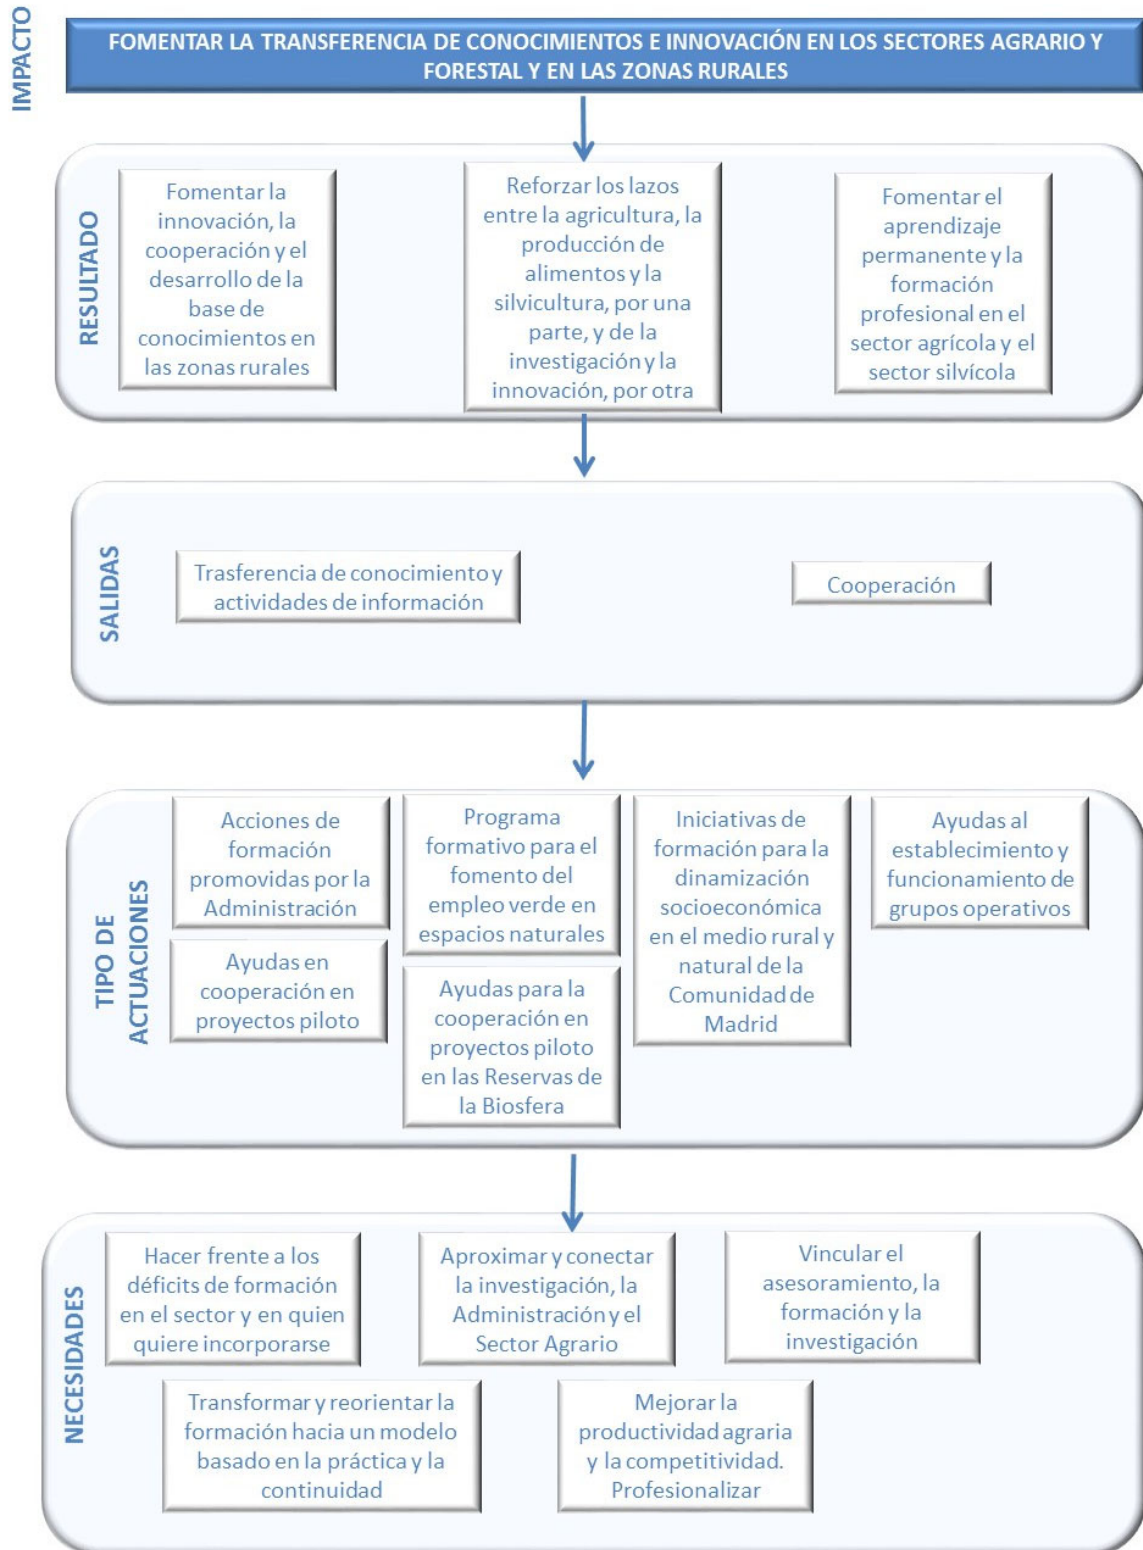 IMPACTO
FOMENTAR LA TRANSFERENCIA DE CONOCIMIENTOS E INNOVACIÓN EN LOS SECTORES AGRARIO Y
FORESTAL Y EN LAS ZONAS RURALES
RESULTADO
Fomentar la
innovación, la
cooperación y el
desarrollo de la
base de
conocimientos en
las zonas rurales
Reforzar los lazos
entre la agricultura, la
producción de
alimentos y la
silvicultura, por una
parte, y de la
investigación y la
innovación, por otra
Fomentar el
aprendizaje
permanente y la
formación
profesional en el
sector agrícola y el
sector silvícola
SALIDAS
Trasferencia de conocimiento y
actividades de información
Cooperación
TIPO DE
ACTUACIONES
Acciones de
formación
promovidas por la
Administración
Programa
formativo para el
fomento del
empleo verde en
espacios naturales
Iniciativas de
formación para la
dinamización
socioeconómica
en el medio rural y
natural de la
Comunidad de
Madrid
Ayudas al
establecimiento y
funcionamiento de
grupos operativos
Ayudas en
cooperación en
proyectos piloto
Ayudas para la
cooperación en
proyectos piloto
en las Reservas de
la Biosfera
NECESIDADES
Hacer frente a los
déficits de formación
en el sector y en quien
quiere incorporarse
Aproximar y conectar
la investigación, la
Administración y el
Sector Agrario
Vincular el
asesoramiento, la
formación y la
investigación
Transformar y reorientar la
formación hacia un modelo
basado en la práctica y la
continuidad
Mejorar la
productividad agraria
y la competitividad.
Profesionalizar